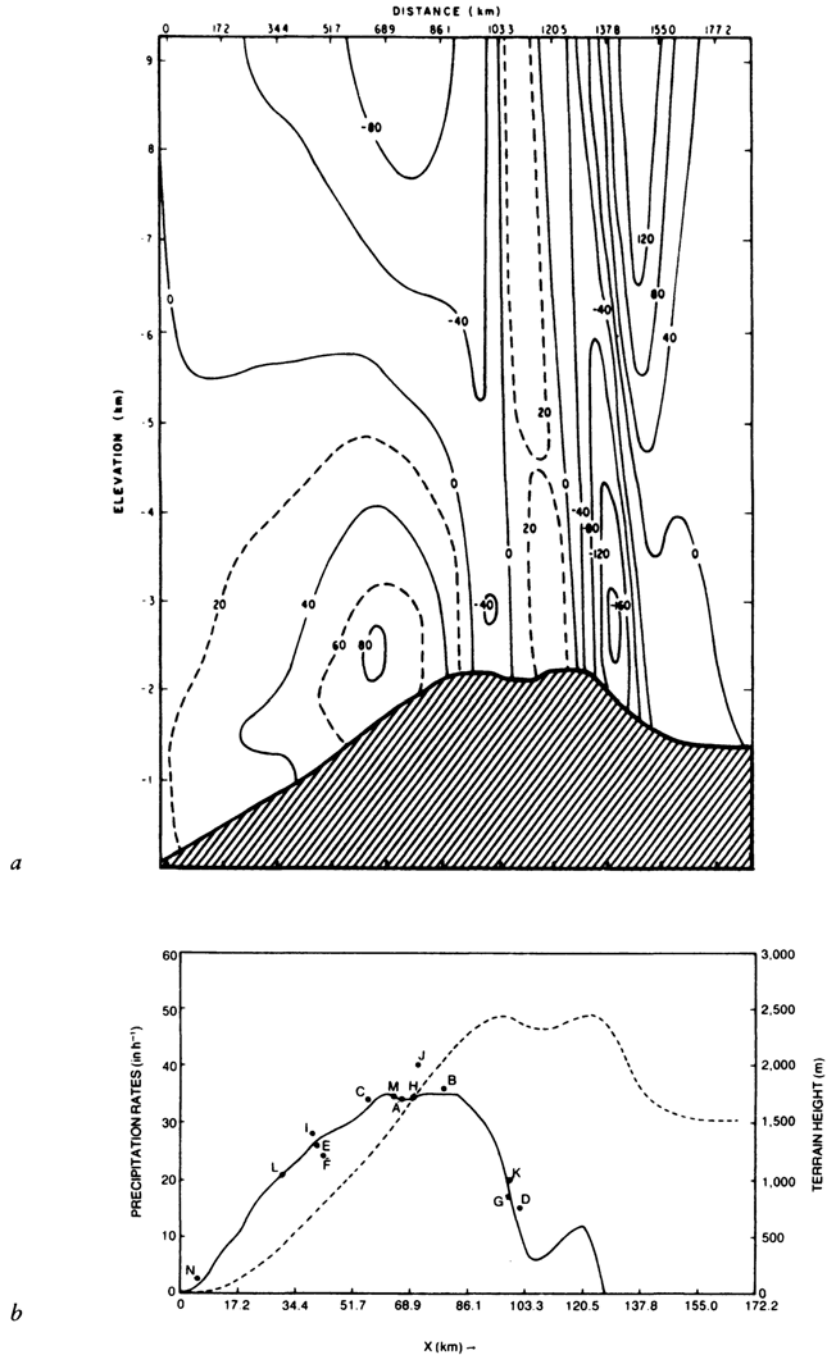 DISTANCE (km)
0 17.2 34.4 51.7 68.9 86.1 103.3 120.5 137.8 155.0 177.2
ELEVATION (km)
9
8
-7
-6
-5
-4
-3
-2
-1
-80
120
80
40
-40
-40
0
20
0
0
20
-40
-80
-120
0
0
20
40
-40
-160
60
80
a
PRECIPITATION RATES (in h⁻¹)
60
50
40
30
20
10
0
TERRAIN HEIGHT (m)
3,000
2,500
2,000
1,500
1,000
500
0
J
C M H B
A
I
E
F
L
K
G D
N
0 17.2 34.4 51.7 68.9 86.1 103.3 120.5 137.8 155.0 172.2
X (km) →
b